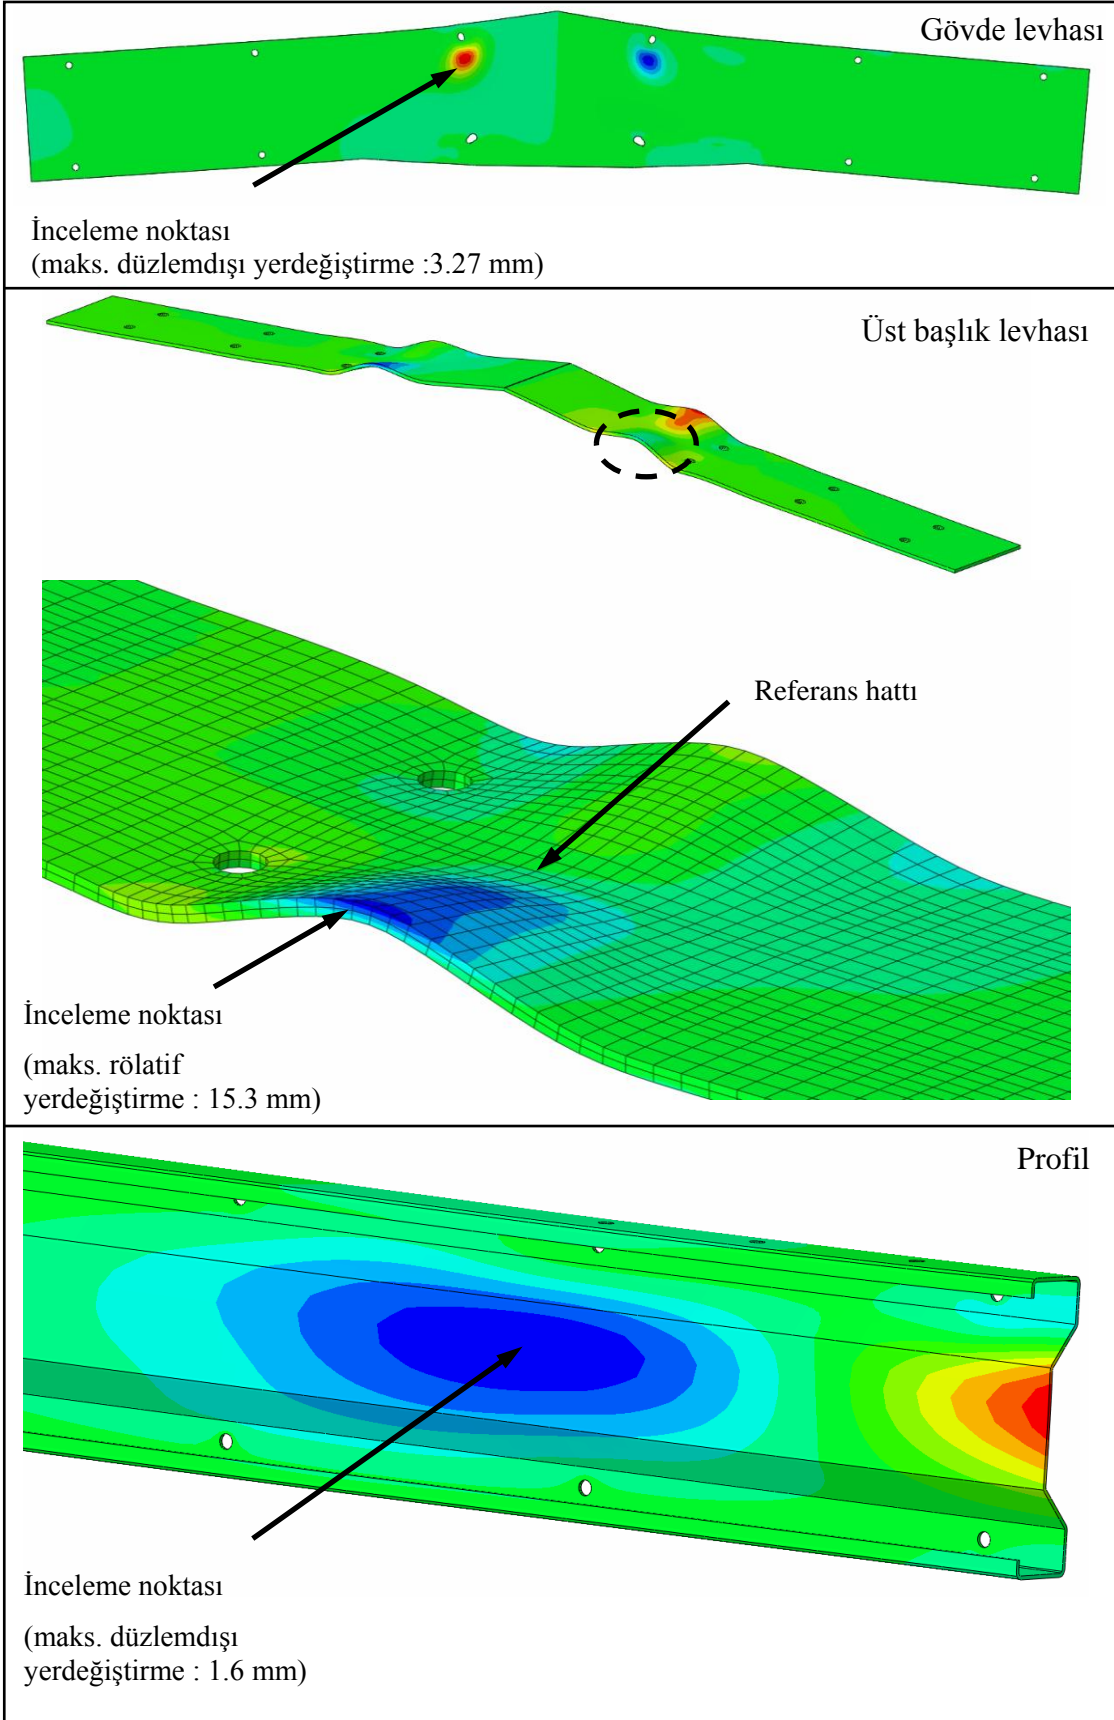 Gövde levhası
İnceleme noktası
(maks. düzlemdışı yerdeğiştirme :3.27 mm)
Üst başlık levhası
Referans hattı
İnceleme noktası
(maks. rölatif
yerdeğiştirme : 15.3 mm)
Profil
İnceleme noktası
(maks. düzlemdışı
yerdeğiştirme : 1.6 mm)